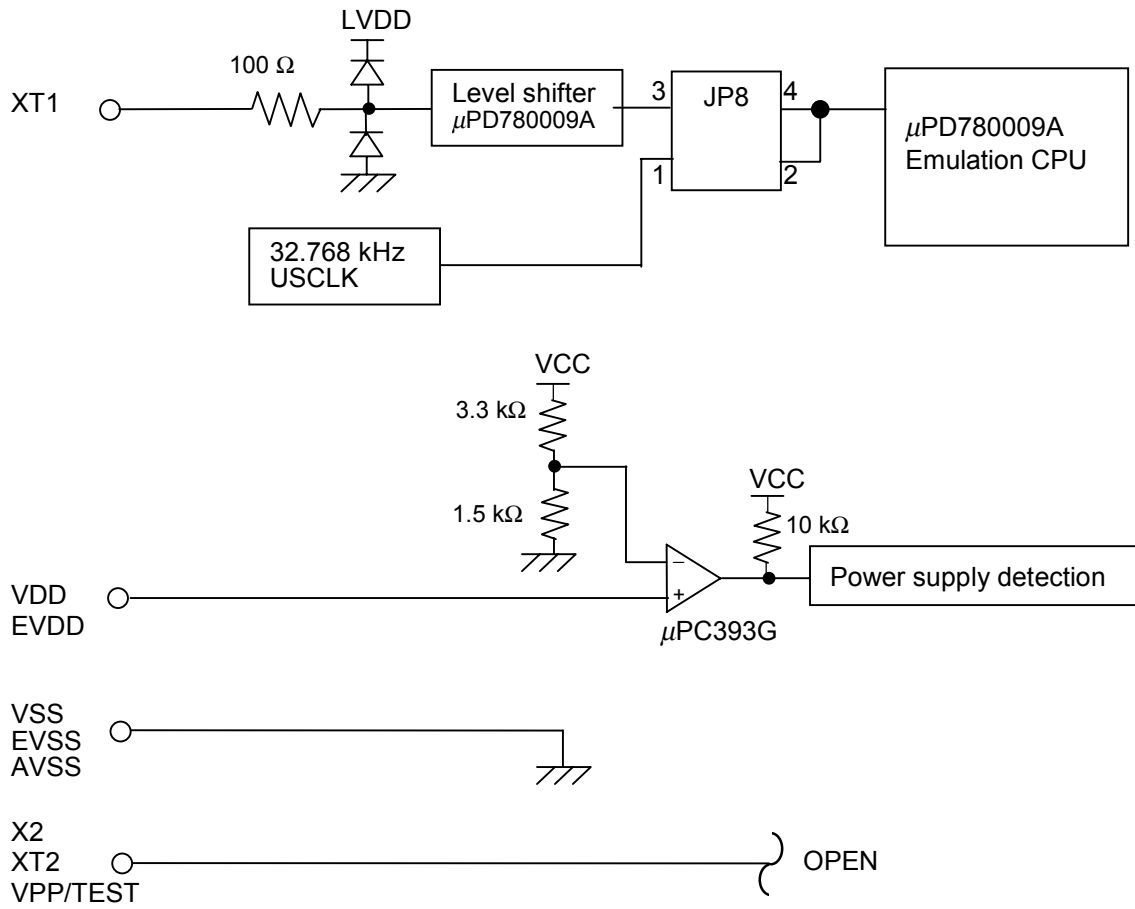 LVDD
100 Ω
XT1
Level shifter
μPD780009A
3
JP8
4
1
2
μPD780009A
Emulation CPU
32.768 kHz
USCLK
VCC
3.3 kΩ
1.5 kΩ
VCC
10 kΩ
−
+
μPC393G
Power supply detection
VDD
EVDD
VSS
EVSS
AVSS
X2
XT2
VPP/TEST
OPEN